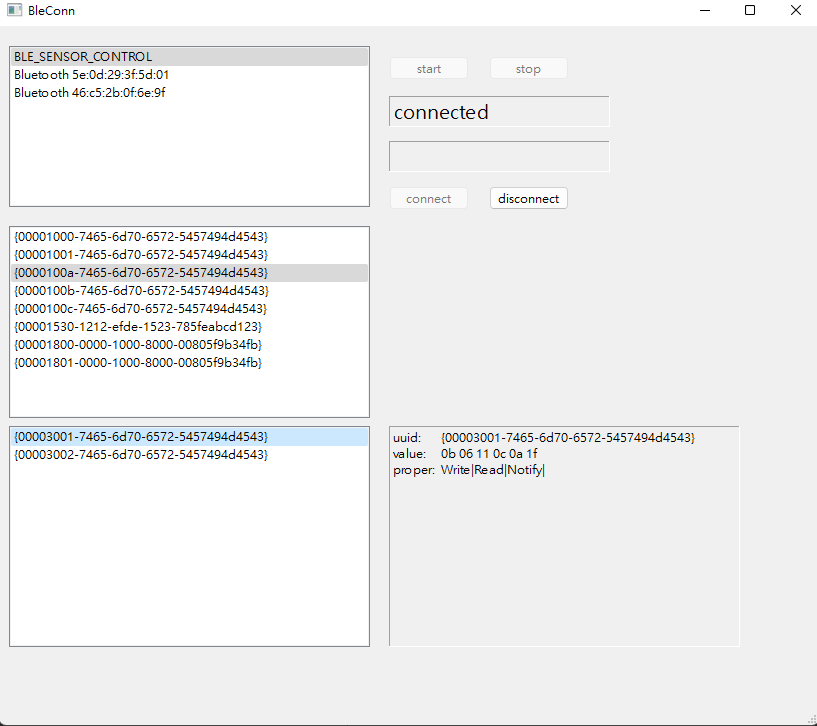 BleConn
BLE_SENSOR_CONTROL
Bluetooth 5e:0d:29:3f:5d:01
Bluetooth 46:c5:2b:0f:6e:9f
start
stop
connected
connect
disconnect
{00001000-7465-6d70-6572-5457494d4543}
{00001001-7465-6d70-6572-5457494d4543}
{0000100a-7465-6d70-6572-5457494d4543}
{0000100b-7465-6d70-6572-5457494d4543}
{0000100c-7465-6d70-6572-5457494d4543}
{00001530-1212-efde-1523-785feabcd123}
{00001800-0000-1000-8000-00805f9b34fb}
{00001801-0000-1000-8000-00805f9b34fb}
{00003001-7465-6d70-6572-5457494d4543}
{00003002-7465-6d70-6572-5457494d4543}
uuid: {00003001-7465-6d70-6572-5457494d4543}
value: 0b 06 11 0c 0a 1f
proper: Write|Read|Notify|